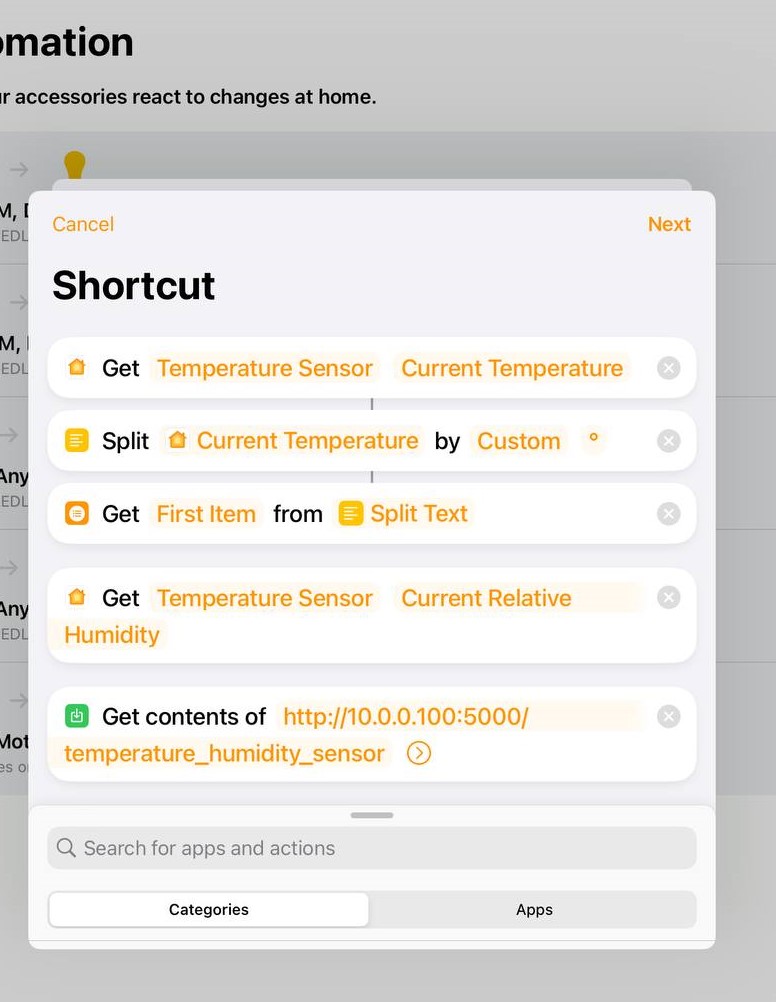 omation
ur accessories react to changes at home.
M, D
EDL
M, 
EDL
Any
EDL
Any
EDL
Mot
es o
Cancel
Next
Shortcut
Get Temperature Sensor Current Temperature
Split Current Temperature by Custom °
Get First Item from Split Text
Get Temperature Sensor Current Relative
Humidity
Get contents of http://10.0.0.100:5000/
temperature_humidity_sensor
Search for apps and actions
Categories
Apps